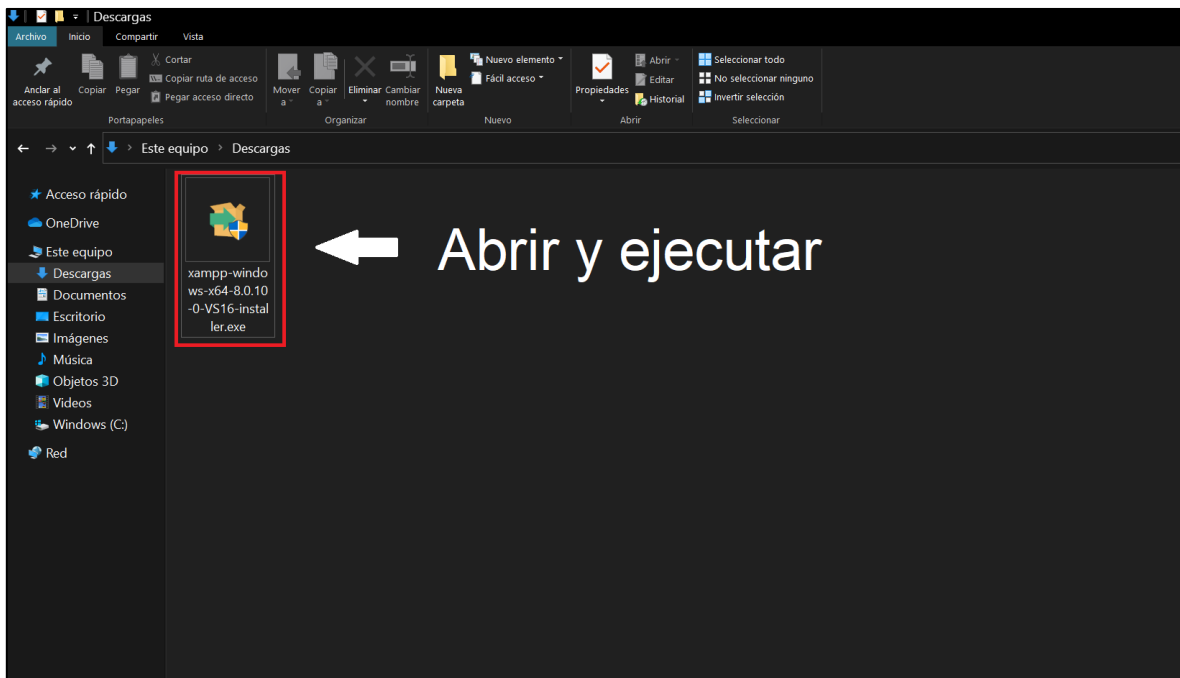 Descargas
Archivo Inicio Compartir Vista
Anclar al acceso rápido
Copiar
Pegar
Cortar
Copiar ruta de acceso
Pegar acceso directo
Portapapeles
Mover a
Copiar a
Eliminar
Cambiar nombre
Organizar
Nueva carpeta
Nuevo elemento
Fácil acceso
Nuevo
Propiedades
Abrir
Editar
Historial
Abrir
Seleccionar todo
No seleccionar ninguno
Invertir selección
Seleccionar
Este equipo > Descargas
Acceso rápido
OneDrive
Este equipo
Descargas
Documentos
Escritorio
Imágenes
Música
Objetos 3D
Videos
Windows (C:)
Red
xampp-windo
ws-x64-8.0.10
-0-VS16-instal
ler.exe
Abrir y ejecutar